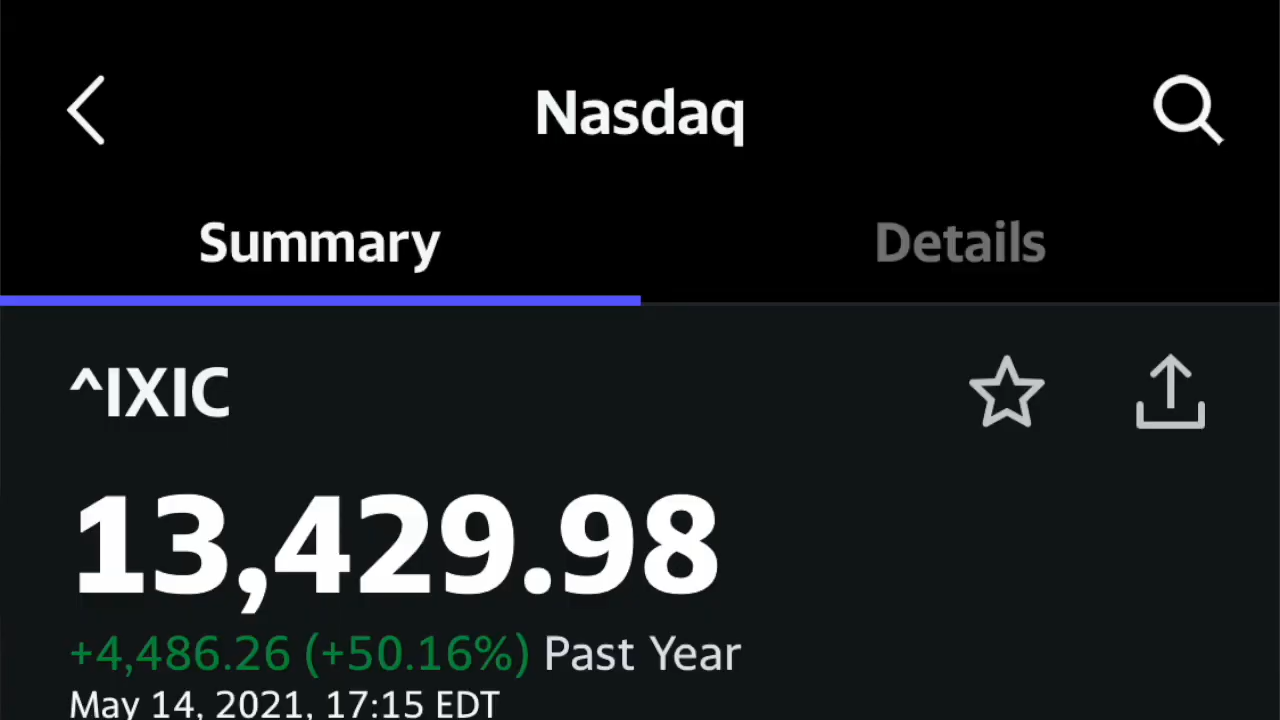 Nasdaq
Summary Details
^IXIC
13,429.98
+4,486.26 (+50.16%) Past Year
May 14, 2021, 17:15 EDT